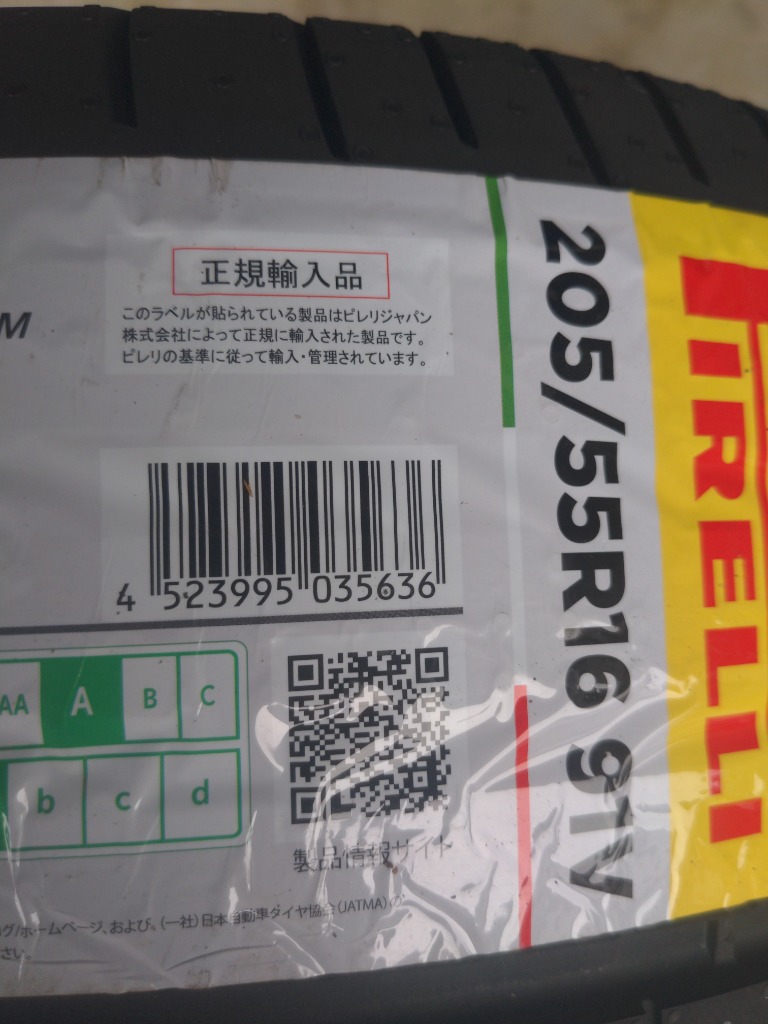 正規輸入品
このラベルが貼られている製品はピレリジャパン
株式会社によって正規に輸入された製品です。
ピレリの基準に従って輸入・管理されています。
M
4 523995 035636
AA A B C
b c d
製品情報サイト
グ/ホームページ、および、(一社)日本自動車タイヤ協会(JATMA)の
さい。
205/55R16 91V
PIRELLI